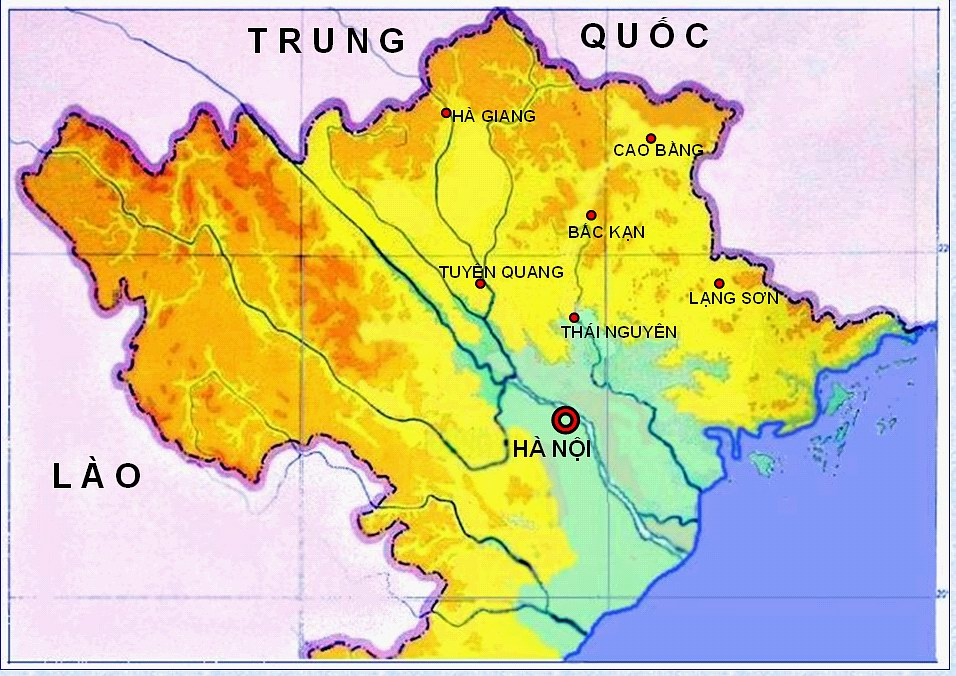 TRUNG QUỐC
HÀ GIANG
CAO BẰNG
BẮC KẠN
TUYÊN QUANG
LẠNG SƠN
THÁI NGUYÊN
HÀ NỘI
LÀO